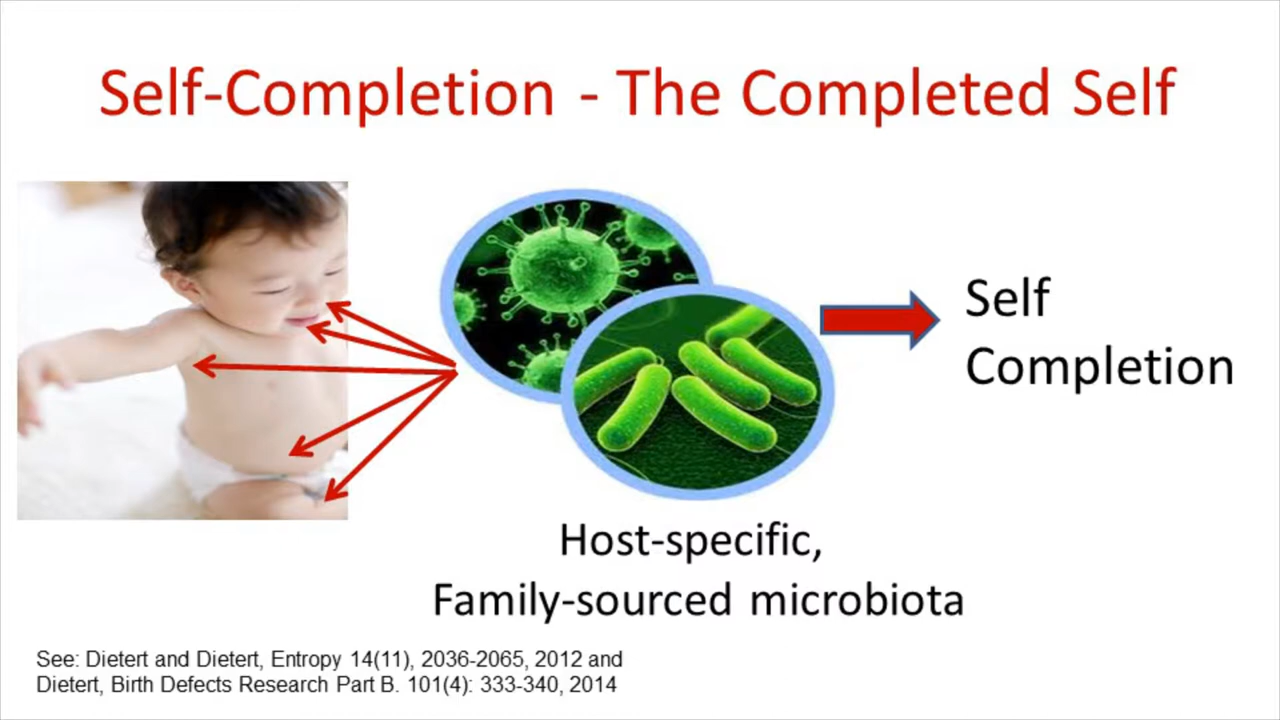 Self-Completion - The Completed Self
Self
Completion
Host-specific,
Family-sourced microbiota
See: Dietert and Dietert, Entropy 14(11), 2036-2065, 2012 and
Dietert, Birth Defects Research Part B. 101(4): 333-340, 2014